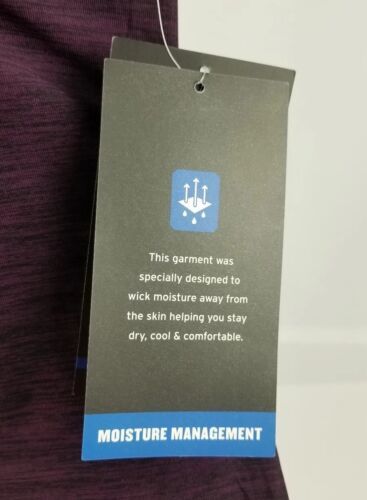 This garment was
specially designed to
wick moisture away from
the skin helping you stay
dry, cool & comfortable.
MOISTURE MANAGEMENT